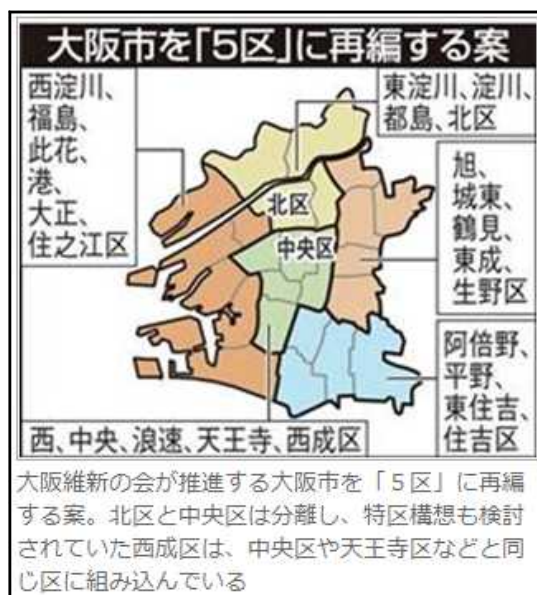 大阪市を「5区」に再編する案
西淀川、
福島、
此花、
港、
大正、
住之江区
東淀川、淀川、
都島、北区
北区
中央区
旭、
城東、
鶴見、
東成、
生野区
阿倍野、
平野、
東住吉、
住吉区
西、中央、浪速、天王寺、西成区
大阪維新の会が推進する大阪市を「５区」に再編
する案。北区と中央区は分離し、特区構想も検討
されていた西成区は、中央区や天王寺区などと同
じ区に組み込んでいる